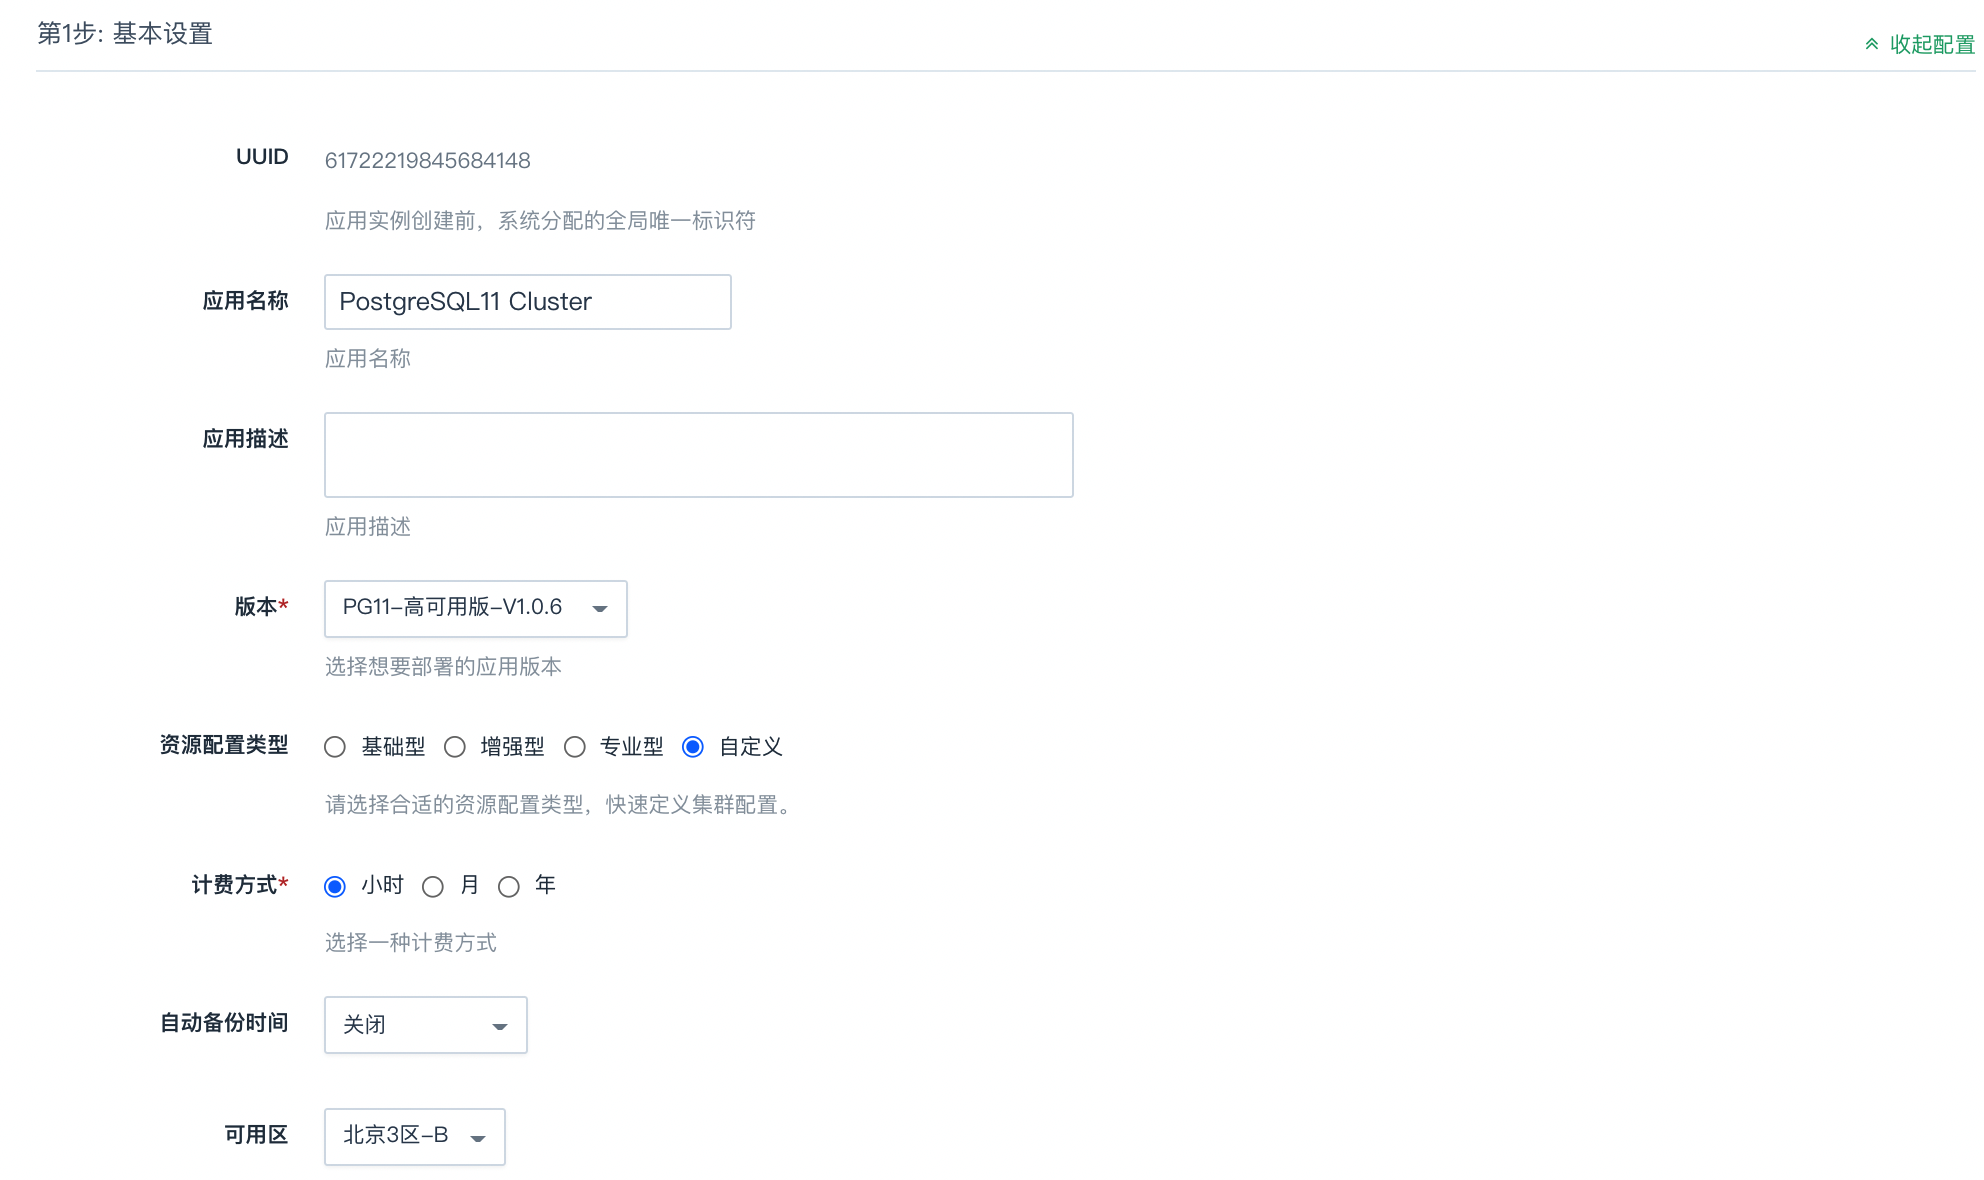 第1步: 基本设置
收起配置
UUID 61722219845684148
应用实例创建前，系统分配的全局唯一标识符
应用名称 PostgreSQL11 Cluster
应用名称
应用描述
应用描述
版本* PG11-高可用版-V1.0.6
选择想要部署的应用版本
资源配置类型 基础型 增强型 专业型 自定义
请选择合适的资源配置类型，快速定义集群配置。
计费方式* 小时 月 年
选择一种计费方式
自动备份时间 关闭
可用区 北京3区-B